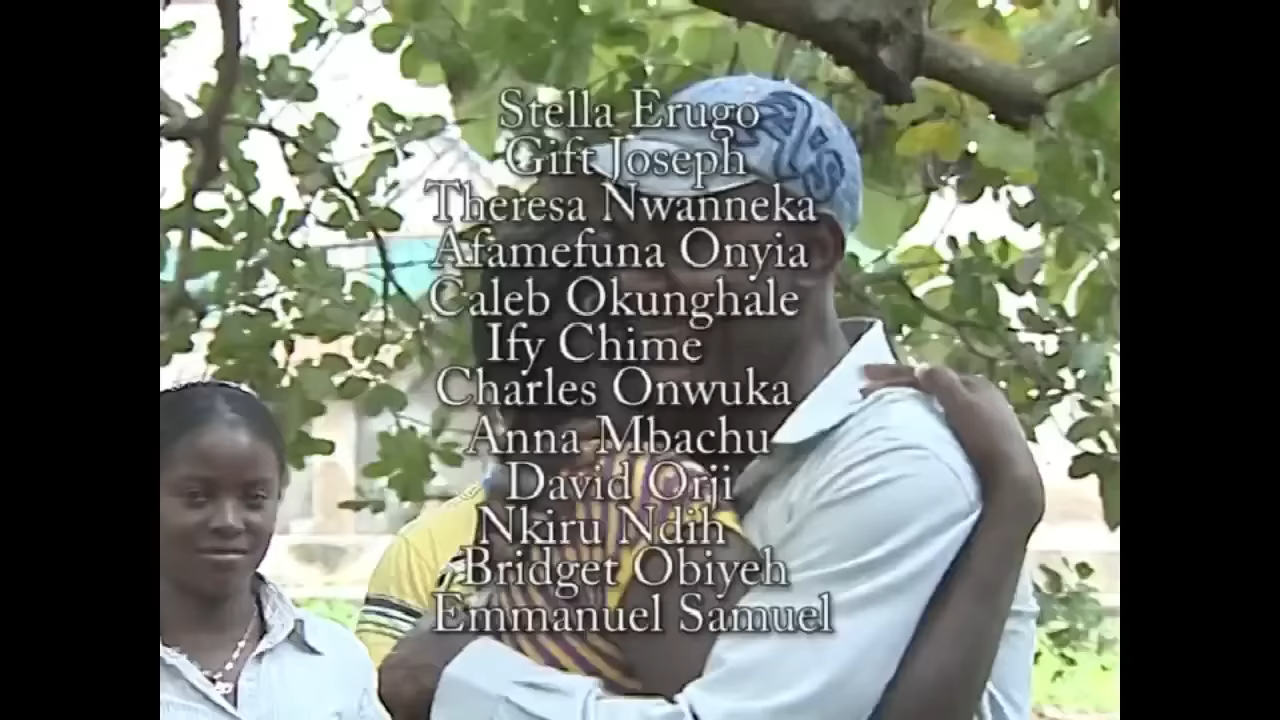 Stella Erugo
Gift Joseph
Theresa Nwanneka
Afamefuna Onyia
Caleb Okunghale
Ify Chime
Charles Onwuka
Anna Mbachu
David Orji
Nkiru Ndih
Bridget Obiyeh
Emmanuel Samuel